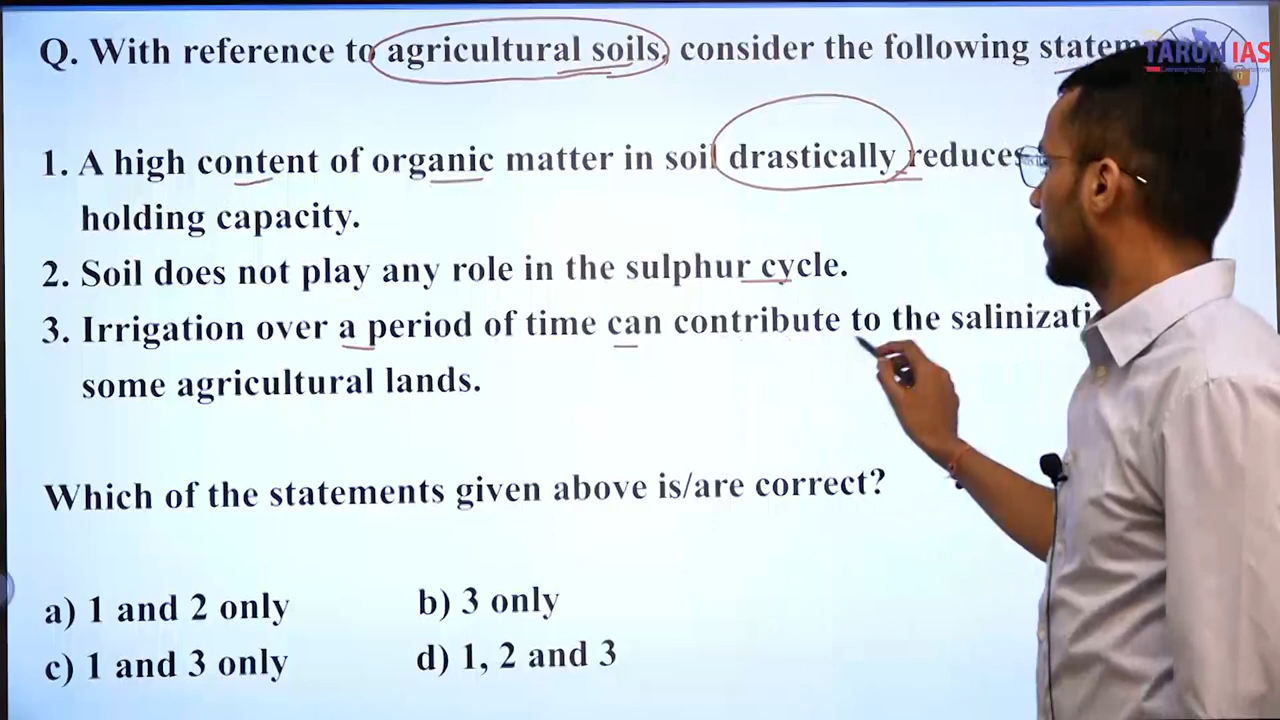 Q. With reference to agricultural soils, consider the following statem
TARUN IAS
1. A high content of organic matter in soil drastically reduces
holding capacity.
2. Soil does not play any role in the sulphur cycle.
3. Irrigation over a period of time can contribute to the salinizati
some agricultural lands.
Which of the statements given above is/are correct?
a) 1 and 2 only b) 3 only
c) 1 and 3 only d) 1, 2 and 3